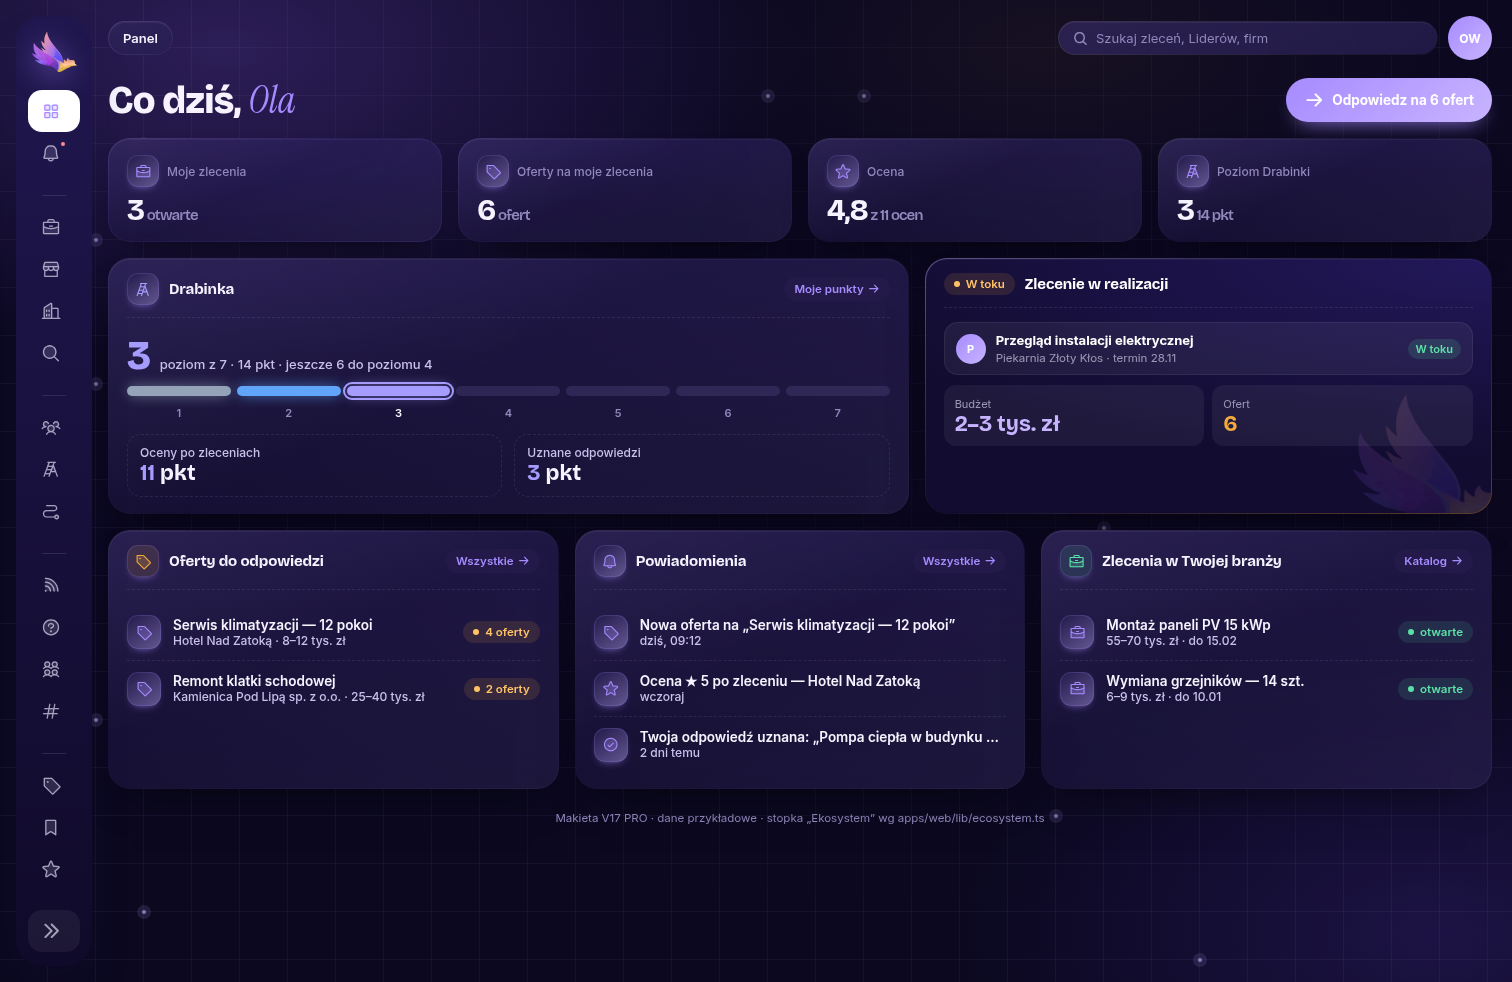 Panel
Szukaj zleceń, Liderów, firm
OW
Co dziś, Ola
Odpowiedz na 6 ofert
Moje zlecenia
3 otwarte
Oferty na moje zlecenia
6 ofert
Ocena
4,8 z 11 ocen
Poziom Drabinki
3 14 pkt
Drabinka
Moje punkty →
3 poziom z 7 · 14 pkt · jeszcze 6 do poziomu 4
1 2 3 4 5 6 7
Oceny po zleceniach
11 pkt
Uznane odpowiedzi
3 pkt
W toku
Zlecenie w realizacji
P
Przegląd instalacji elektrycznej
Piekarnia Złoty Kłos · termin 28.11
W toku
Budżet
2–3 tys. zł
Ofert
6
Oferty do odpowiedzi
Wszystkie →
Serwis klimatyzacji — 12 pokoi
Hotel Nad Zatoką · 8–12 tys. zł
4 oferty
Remont klatki schodowej
Kamienica Pod Lipą sp. z o.o. · 25–40 tys. zł
2 oferty
Powiadomienia
Wszystkie →
Nowa oferta na „Serwis klimatyzacji — 12 pokoi”
dziś, 09:12
Ocena ★ 5 po zleceniu — Hotel Nad Zatoką
wczoraj
Twoja odpowiedź uznana: „Pompa ciepła w budynku ...
2 dni temu
Zlecenia w Twojej branży
Katalog →
Montaż paneli PV 15 kWp
55–70 tys. zł · do 15.02
otwarte
Wymiana grzejników — 14 szt.
6–9 tys. zł · do 10.01
otwarte
Makieta V17 PRO · dane przykładowe · stopka „Ekosystem” wg apps/web/lib/ecosystem.ts